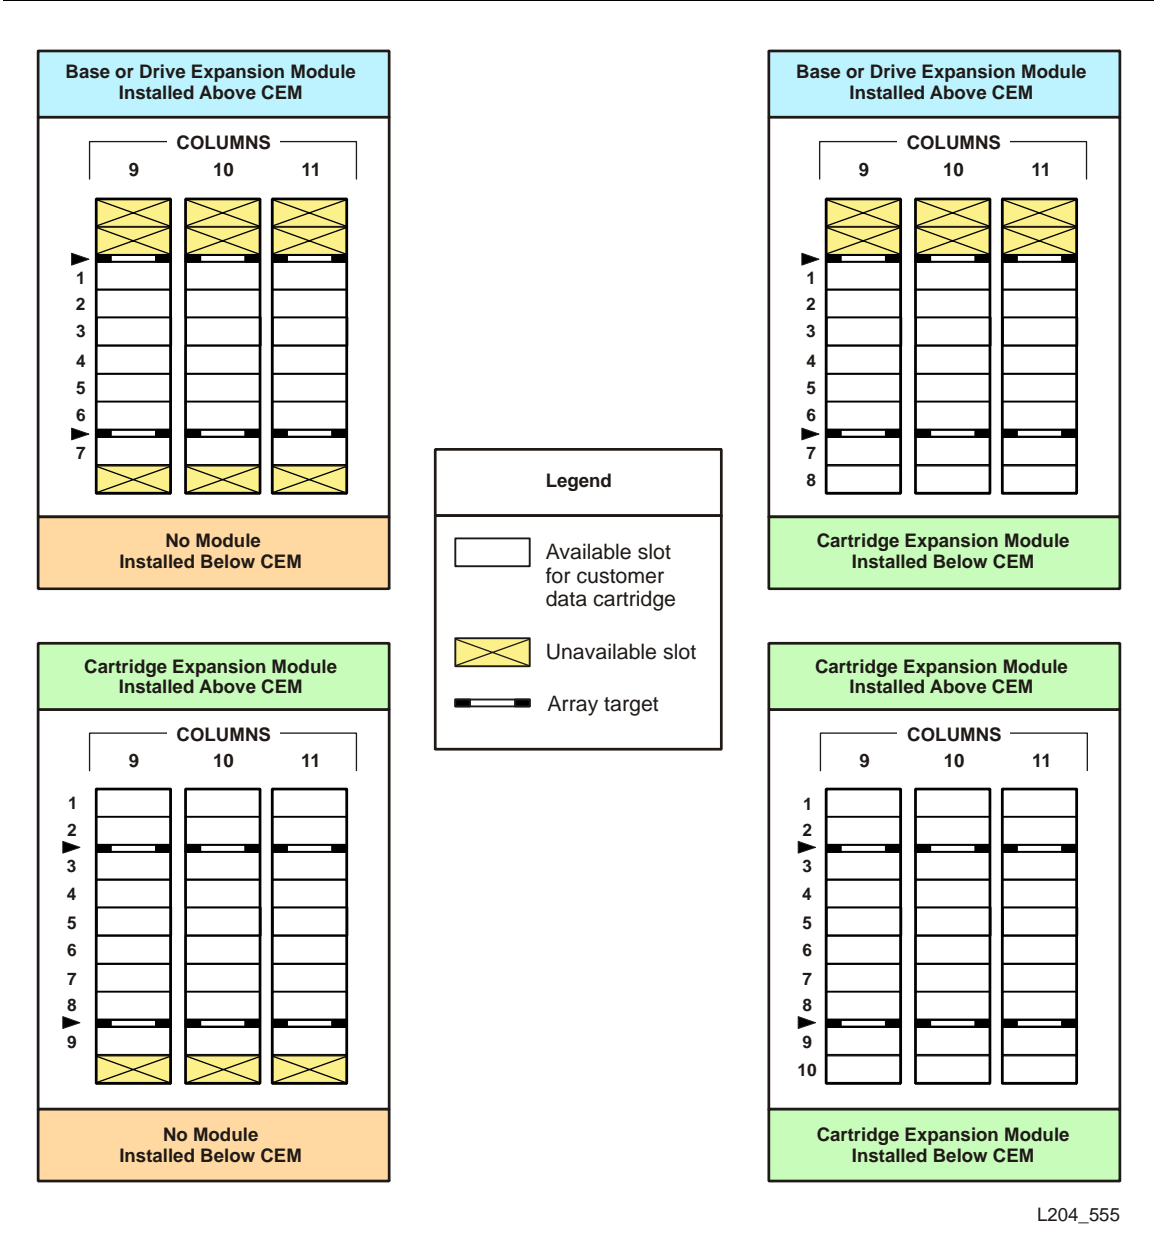 Base or Drive Expansion Module
Installed Above CEM
COLUMNS
9 10 11
1
2
3
4
5
6
7
No Module
Installed Below CEM
Base or Drive Expansion Module
Installed Above CEM
COLUMNS
9 10 11
1
2
3
4
5
6
7
8
Cartridge Expansion Module
Installed Below CEM
Legend
Available slot
for customer
data cartridge
Unavailable slot
Array target
Cartridge Expansion Module
Installed Above CEM
COLUMNS
9 10 11
1
2
3
4
5
6
7
8
9
No Module
Installed Below CEM
Cartridge Expansion Module
Installed Above CEM
COLUMNS
9 10 11
1
2
3
4
5
6
7
8
9
10
Cartridge Expansion Module
Installed Below CEM
L204_555